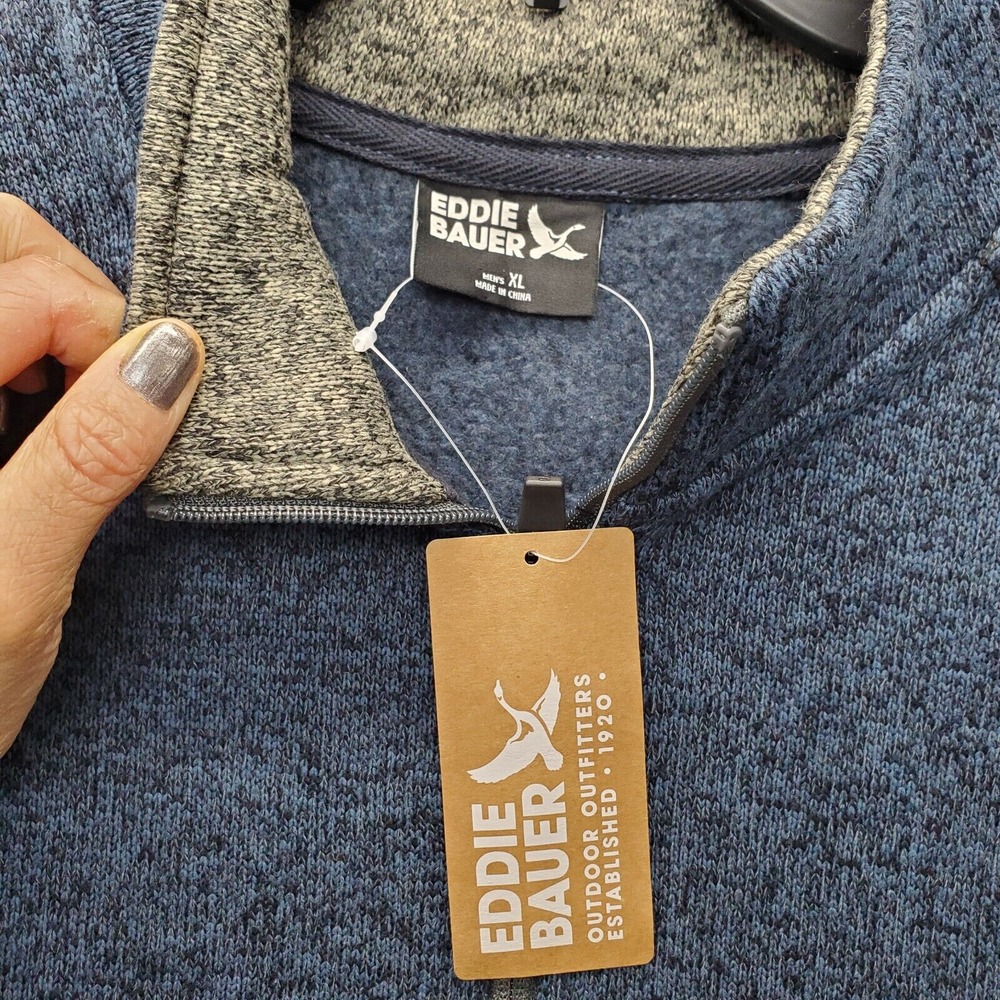 EDDIE
BAUER
MEN'S XL
MADE IN CHINA
EDDIE
BAUER
OUTDOOR OUTFITTERS
ESTABLISHED • 1920 •